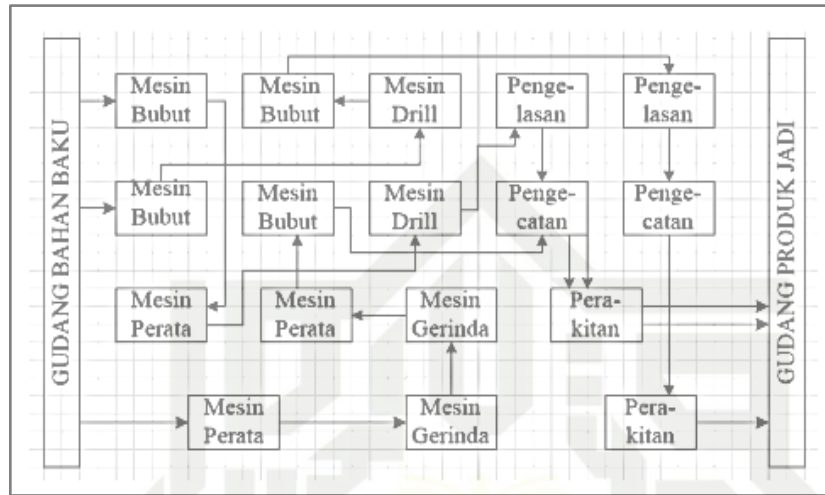 GUDANG BAHAN BAKU
Mesin
Bubut
Mesin
Bubut
Mesin
Drill
Penge-
lasan
Penge-
lasan
Mesin
Bubut
Mesin
Bubut
Mesin
Drill
Penge-
catan
Penge-
catan
Mesin
Perata
Mesin
Perata
Mesin
Gerinda
Pera-
kitan
Mesin
Perata
Mesin
Gerinda
Pera-
kitan
GUDANG PRODUK JADI